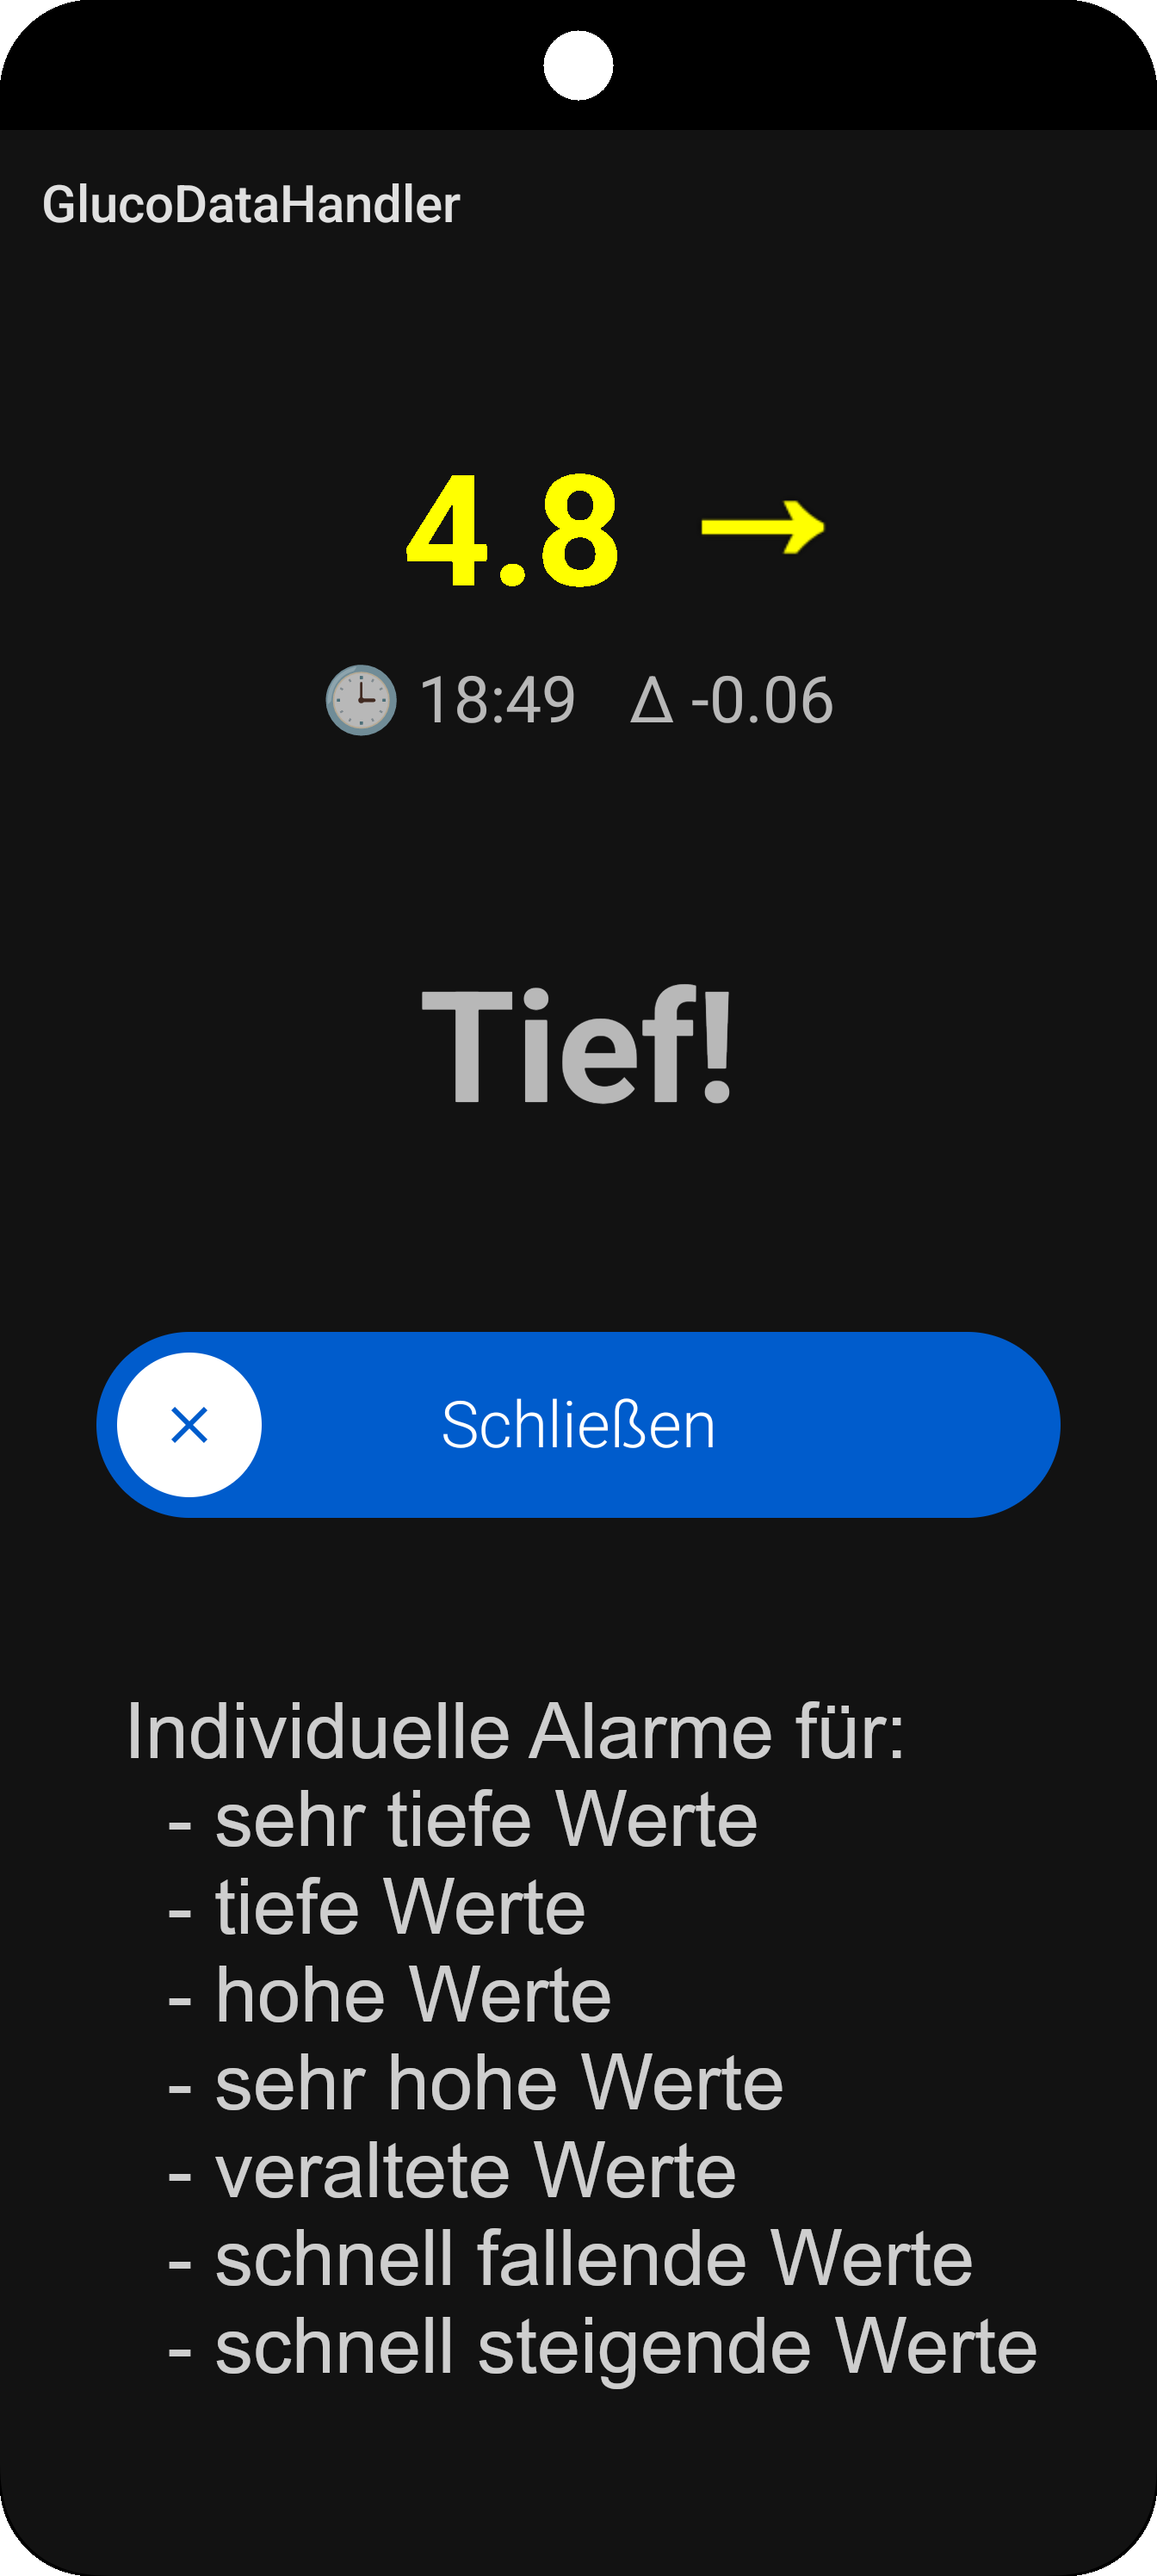 GlucoDataHandler
4.8 →
🕒 18:49 Δ -0.06
Tief!
Schließen
Individuelle Alarme für:
- sehr tiefe Werte
- tiefe Werte
- hohe Werte
- sehr hohe Werte
- veraltete Werte
- schnell fallende Werte
- schnell steigende Werte